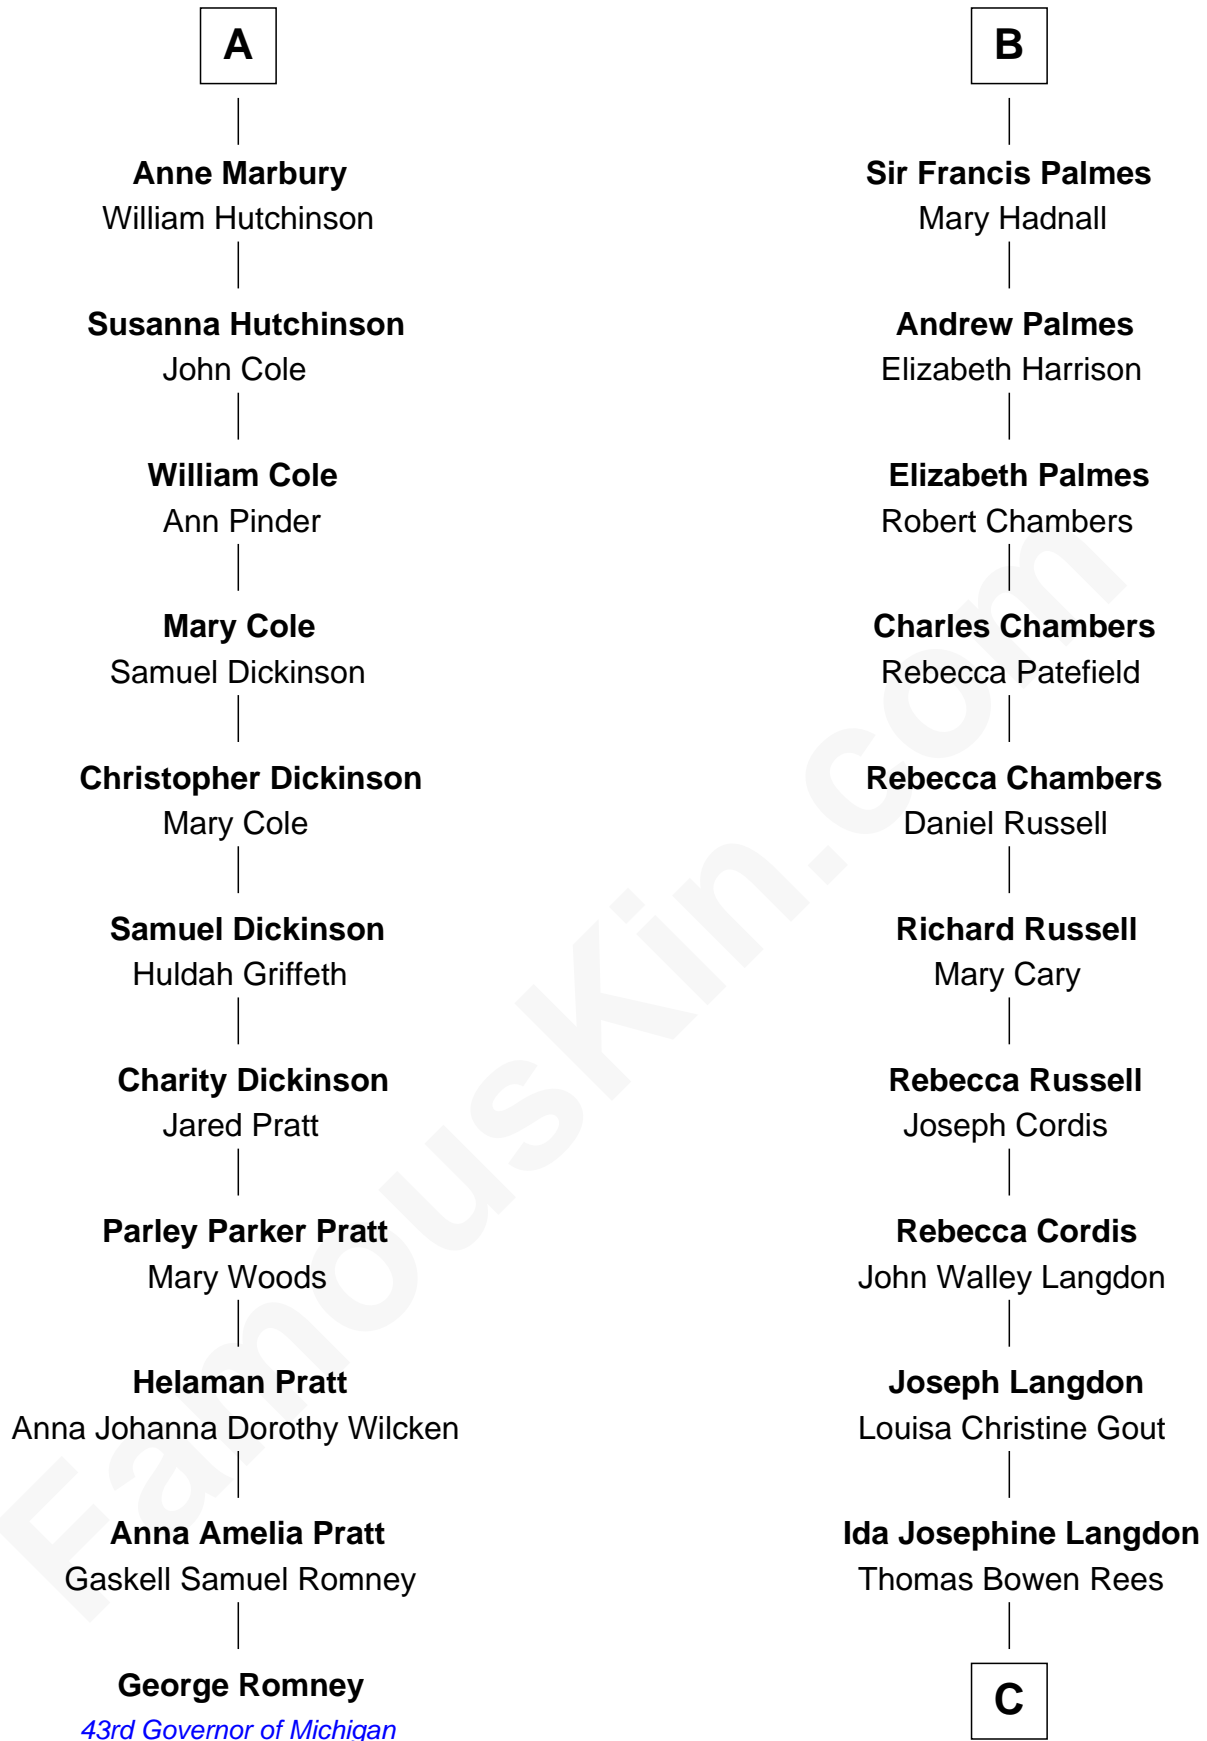 A
Anne Marbury
William Hutchinson
Susanna Hutchinson
John Cole
William Cole
Ann Pinder
Mary Cole
Samuel Dickinson
Christopher Dickinson
Mary Cole
Samuel Dickinson
Huldah Griffeth
Charity Dickinson
Jared Pratt
Parley Parker Pratt
Mary Woods
Helaman Pratt
Anna Johanna Dorothy Wilcken
Anna Amelia Pratt
Gaskell Samuel Romney
George Romney
43rd Governor of Michigan
B
Sir Francis Palmes
Mary Hadnall
Andrew Palmes
Elizabeth Harrison
Elizabeth Palmes
Robert Chambers
Charles Chambers
Rebecca Patefield
Rebecca Chambers
Daniel Russell
Richard Russell
Mary Cary
Rebecca Russell
Joseph Cordis
Rebecca Cordis
John Walley Langdon
Joseph Langdon
Louisa Christine Gout
Ida Josephine Langdon
Thomas Bowen Rees
C
FamousKin.com